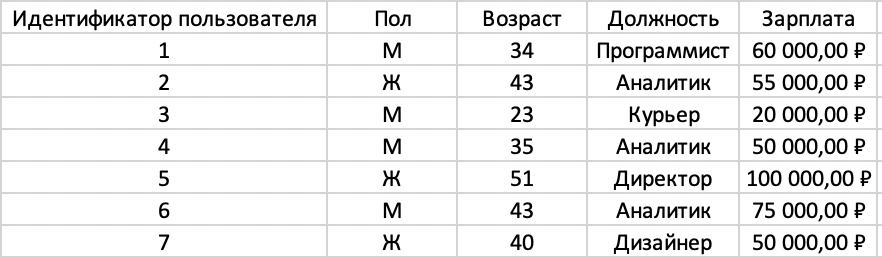 Идентификатор пользователя Пол Возраст Должность Зарплата
1 М 34 Программист 60 000,00 ₽
2 Ж 43 Аналитик 55 000,00 ₽
3 М 23 Курьер 20 000,00 ₽
4 М 35 Аналитик 50 000,00 ₽
5 Ж 51 Директор 100 000,00 ₽
6 М 43 Аналитик 75 000,00 ₽
7 Ж 40 Дизайнер 50 000,00 ₽